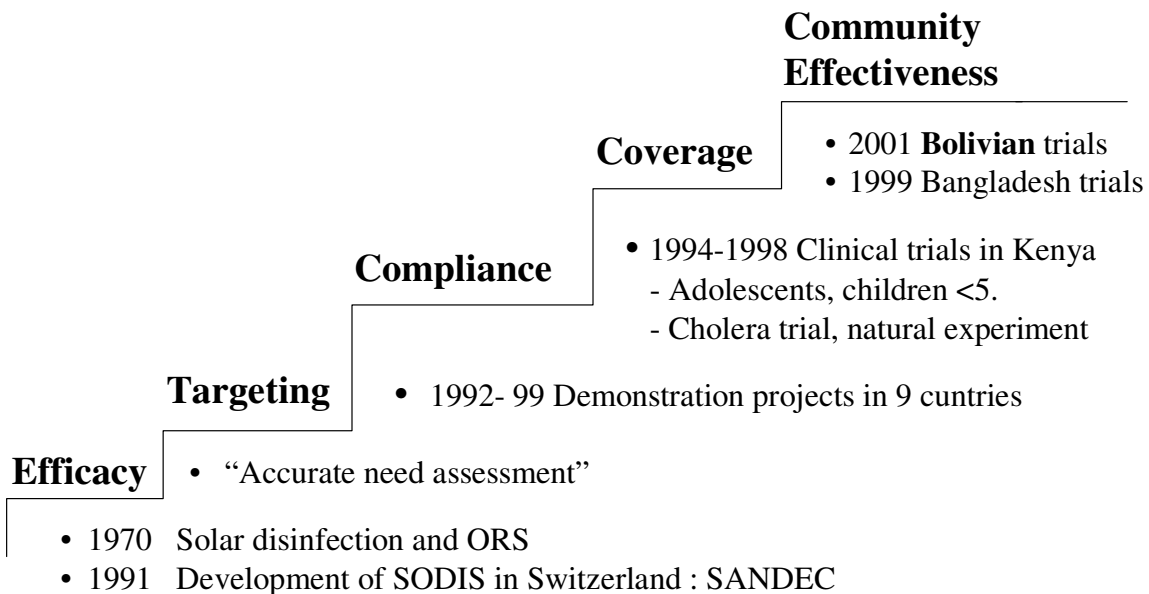 Community
Effectiveness
• 2001 Bolivian trials
• 1999 Bangladesh trials
Coverage
• 1994-1998 Clinical trials in Kenya
- Adolescents, children <5.
- Cholera trial, natural experiment
Compliance
• 1992- 99 Demonstration projects in 9 cuntries
Targeting
• “Accurate need assessment”
Efficacy
• 1970 Solar disinfection and ORS
• 1991 Development of SODIS in Switzerland : SANDEC